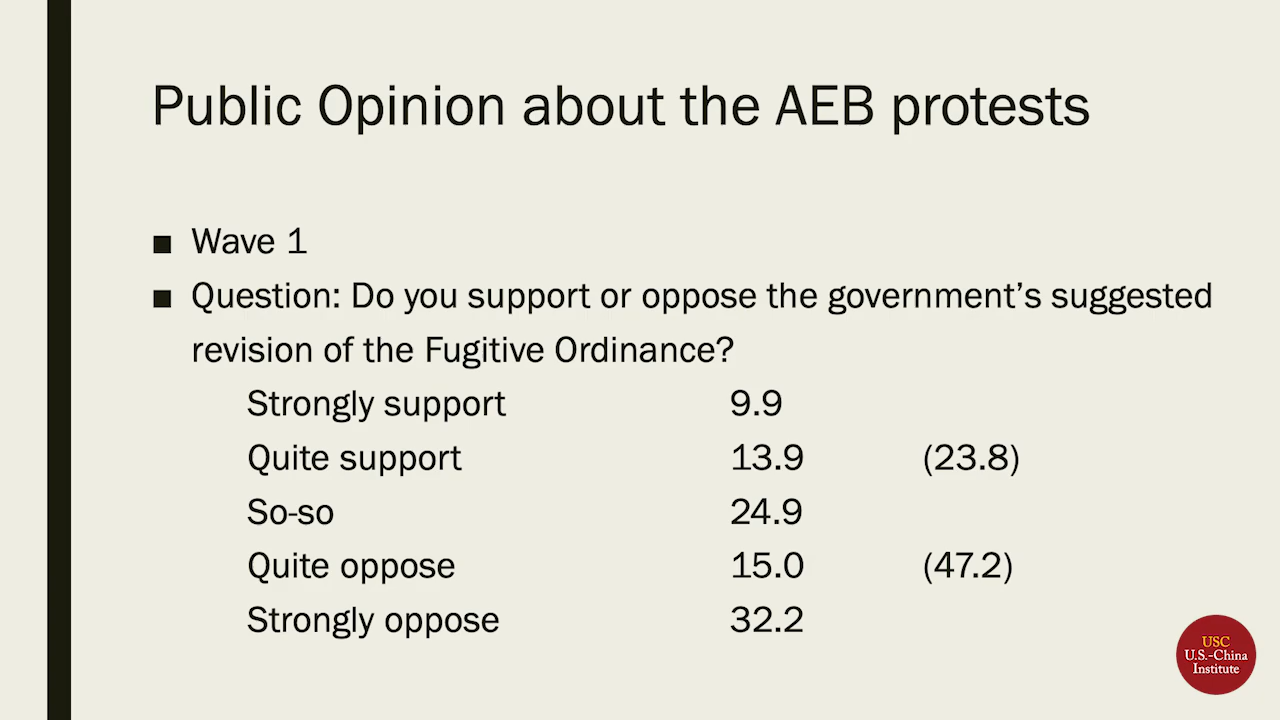 Public Opinion about the AEB protests
■ Wave 1
■ Question: Do you support or oppose the government’s suggested
revision of the Fugitive Ordinance?
Strongly support 9.9
Quite support 13.9 (23.8)
So-so 24.9
Quite oppose 15.0 (47.2)
Strongly oppose 32.2
USC
U.S.-China
Institute